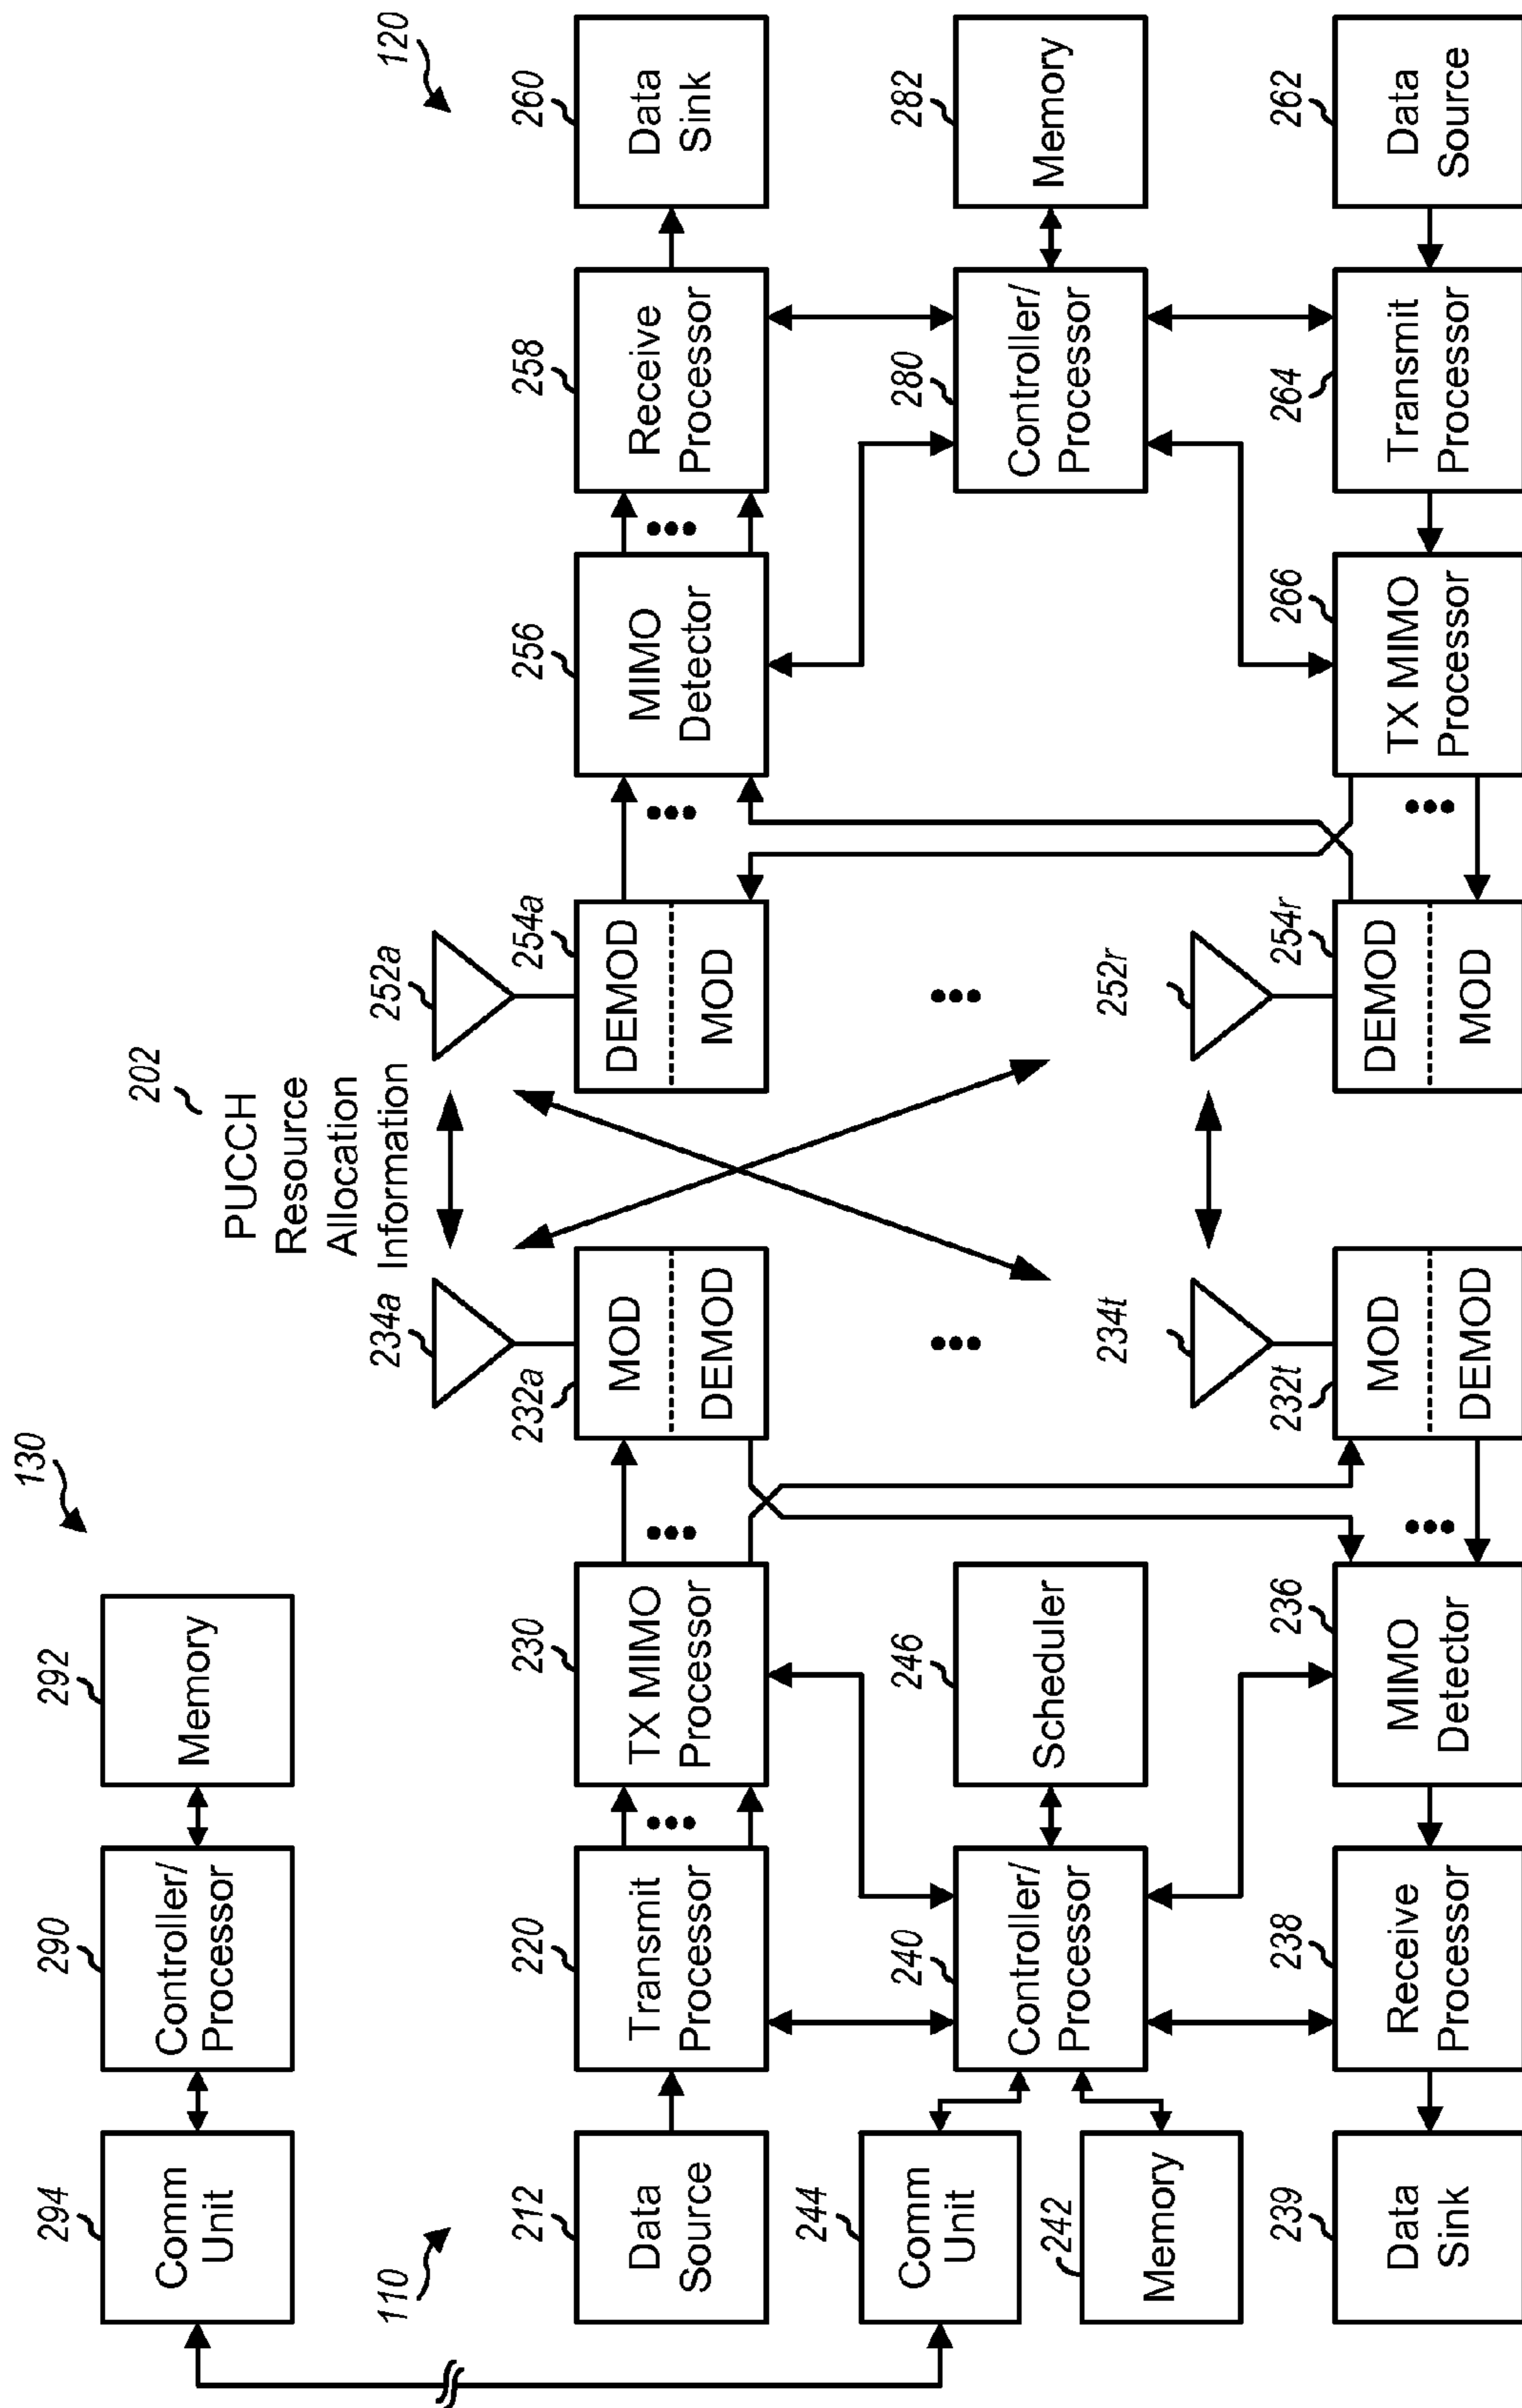 130
294
290
292
Comm
Unit
Controller/
Processor
Memory
202
PUCCH
Resource
Allocation
Information
110
120
234a
252a
212
220
230
232a
254a
256
258
260
Data
Source
Transmit
Processor
TX MIMO
Processor
MOD
DEMOD
DEMOD
MOD
MIMO
Detector
Receive
Processor
Data
Sink
244
240
246
280
282
Comm
Unit
Controller/
Processor
Scheduler
Controller/
Processor
Memory
242
Memory
234t
252r
239
238
236
232t
254r
266
264
262
Data
Sink
Receive
Processor
MIMO
Detector
MOD
DEMOD
DEMOD
MOD
TX MIMO
Processor
Transmit
Processor
Data
Source